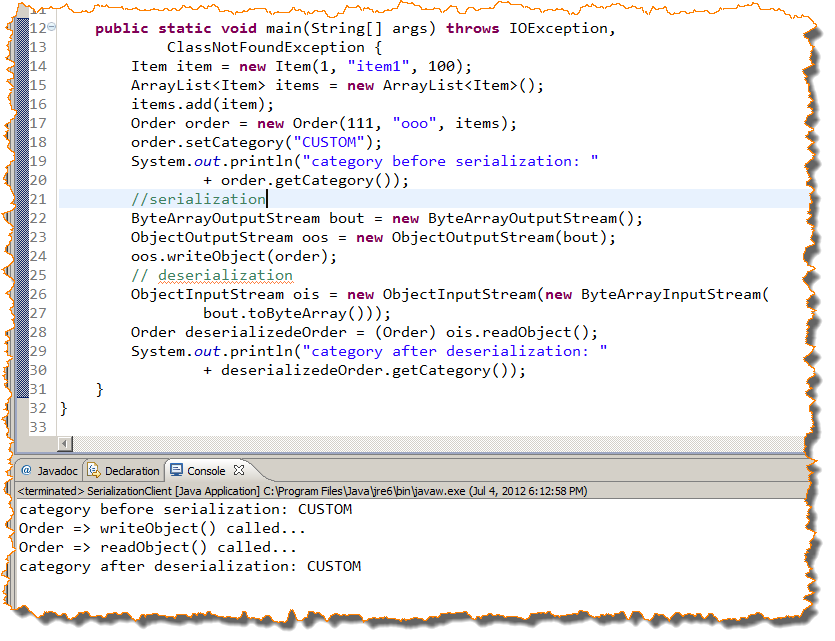 12 public static void main(String[] args) throws IOException,
13 ClassNotFoundException {
14 Item item = new Item(1, "item1", 100);
15 ArrayList<Item> items = new ArrayList<Item>();
16 items.add(item);
17 Order order = new Order(111, "ooo", items);
18 order.setCategory("CUSTOM");
19 System.out.println("category before serialization: "
20 + order.getCategory());
21 //serialization
22 ByteArrayOutputStream bout = new ByteArrayOutputStream();
23 ObjectOutputStream oos = new ObjectOutputStream(bout);
24 oos.writeObject(order);
25 // deserialization
26 ObjectInputStream ois = new ObjectInputStream(new ByteArrayInputStream(
27 bout.toByteArray()));
28 Order deserializedeOrder = (Order) ois.readObject();
29 System.out.println("category after deserialization: "
30 + deserializedeOrder.getCategory());
31 }
32 }
33
@ Javadoc Declaration Console
<terminated> SerializationClient [Java Application] C:\Program Files\Java\jre6\bin\javaw.exe (Jul 4, 2012 6:12:58 PM)
category before serialization: CUSTOM
Order => writeObject() called...
Order => readObject() called...
category after deserialization: CUSTOM